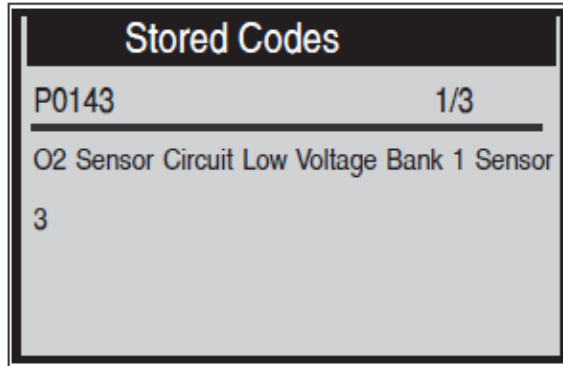 Stored Codes
P0143 1/3
O2 Sensor Circuit Low Voltage Bank 1 Sensor
3